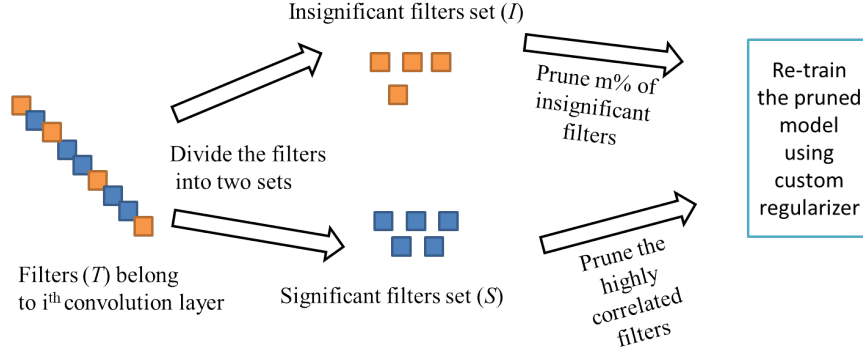 Insignificant filters set (I)
Prune m% of
insignificant
filters
Re-train
the pruned
model
using
custom
regularizer
Divide the filters
into two sets
Filters (T) belong
to iᵗʰ convolution layer
Significant filters set (S)
Prune the
highly
correlated
filters